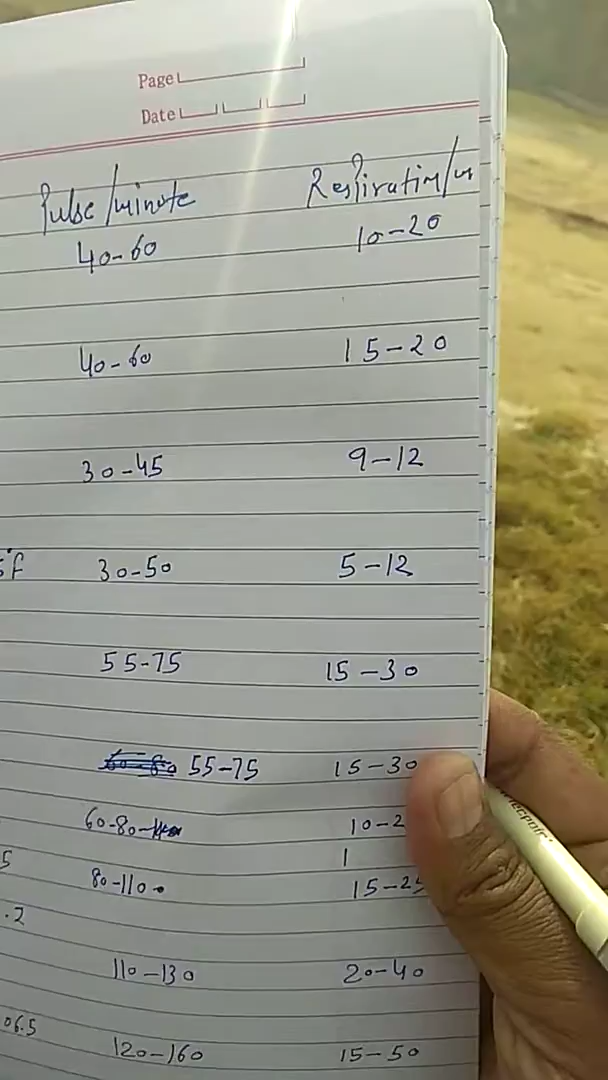 Page
Date
Pulse/minute Respiration/m
40-60 10-20
40-60 15-20
30-45 9-12
5°f 30-50 5-12
55-75 15-30
60-80 55-75 15-30
60-80- 10-2
5 80-110 15-25
.2
110-130 20-40
06.5 120-160 15-50